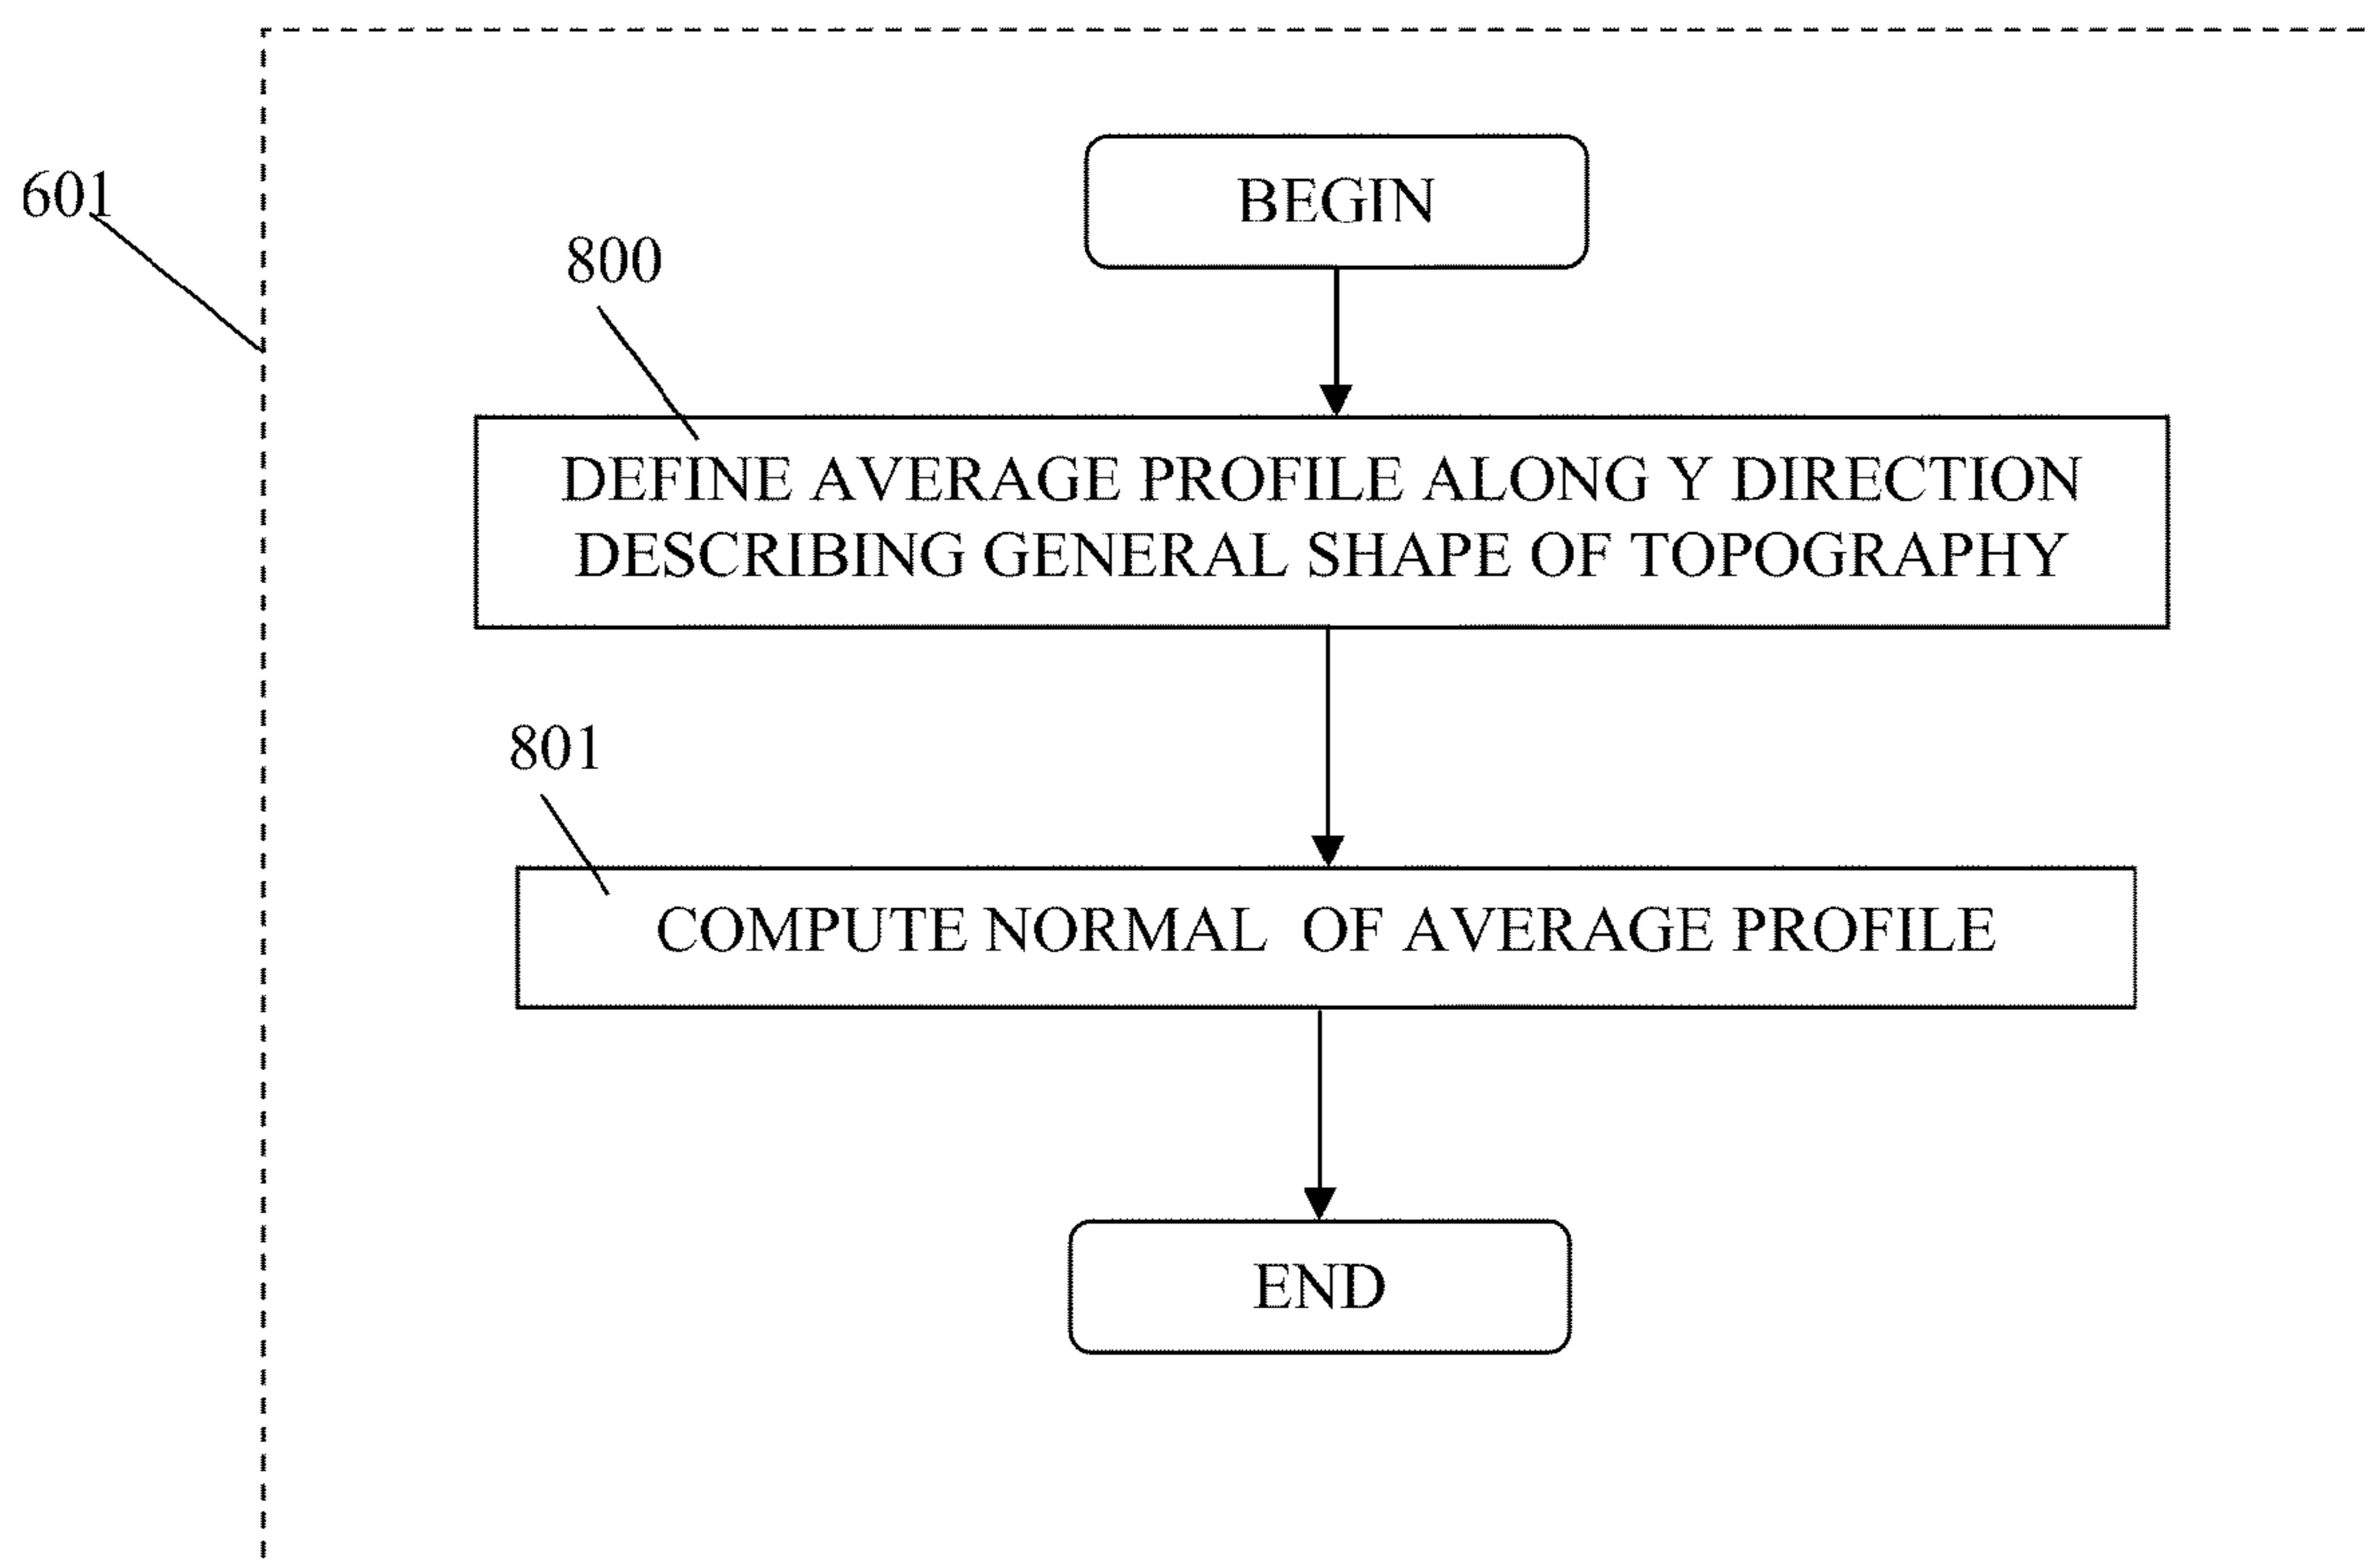 BEGIN
601
800
DEFINE AVERAGE PROFILE ALONG Y DIRECTION
DESCRIBING GENERAL SHAPE OF TOPOGRAPHY
801
COMPUTE NORMAL OF AVERAGE PROFILE
END